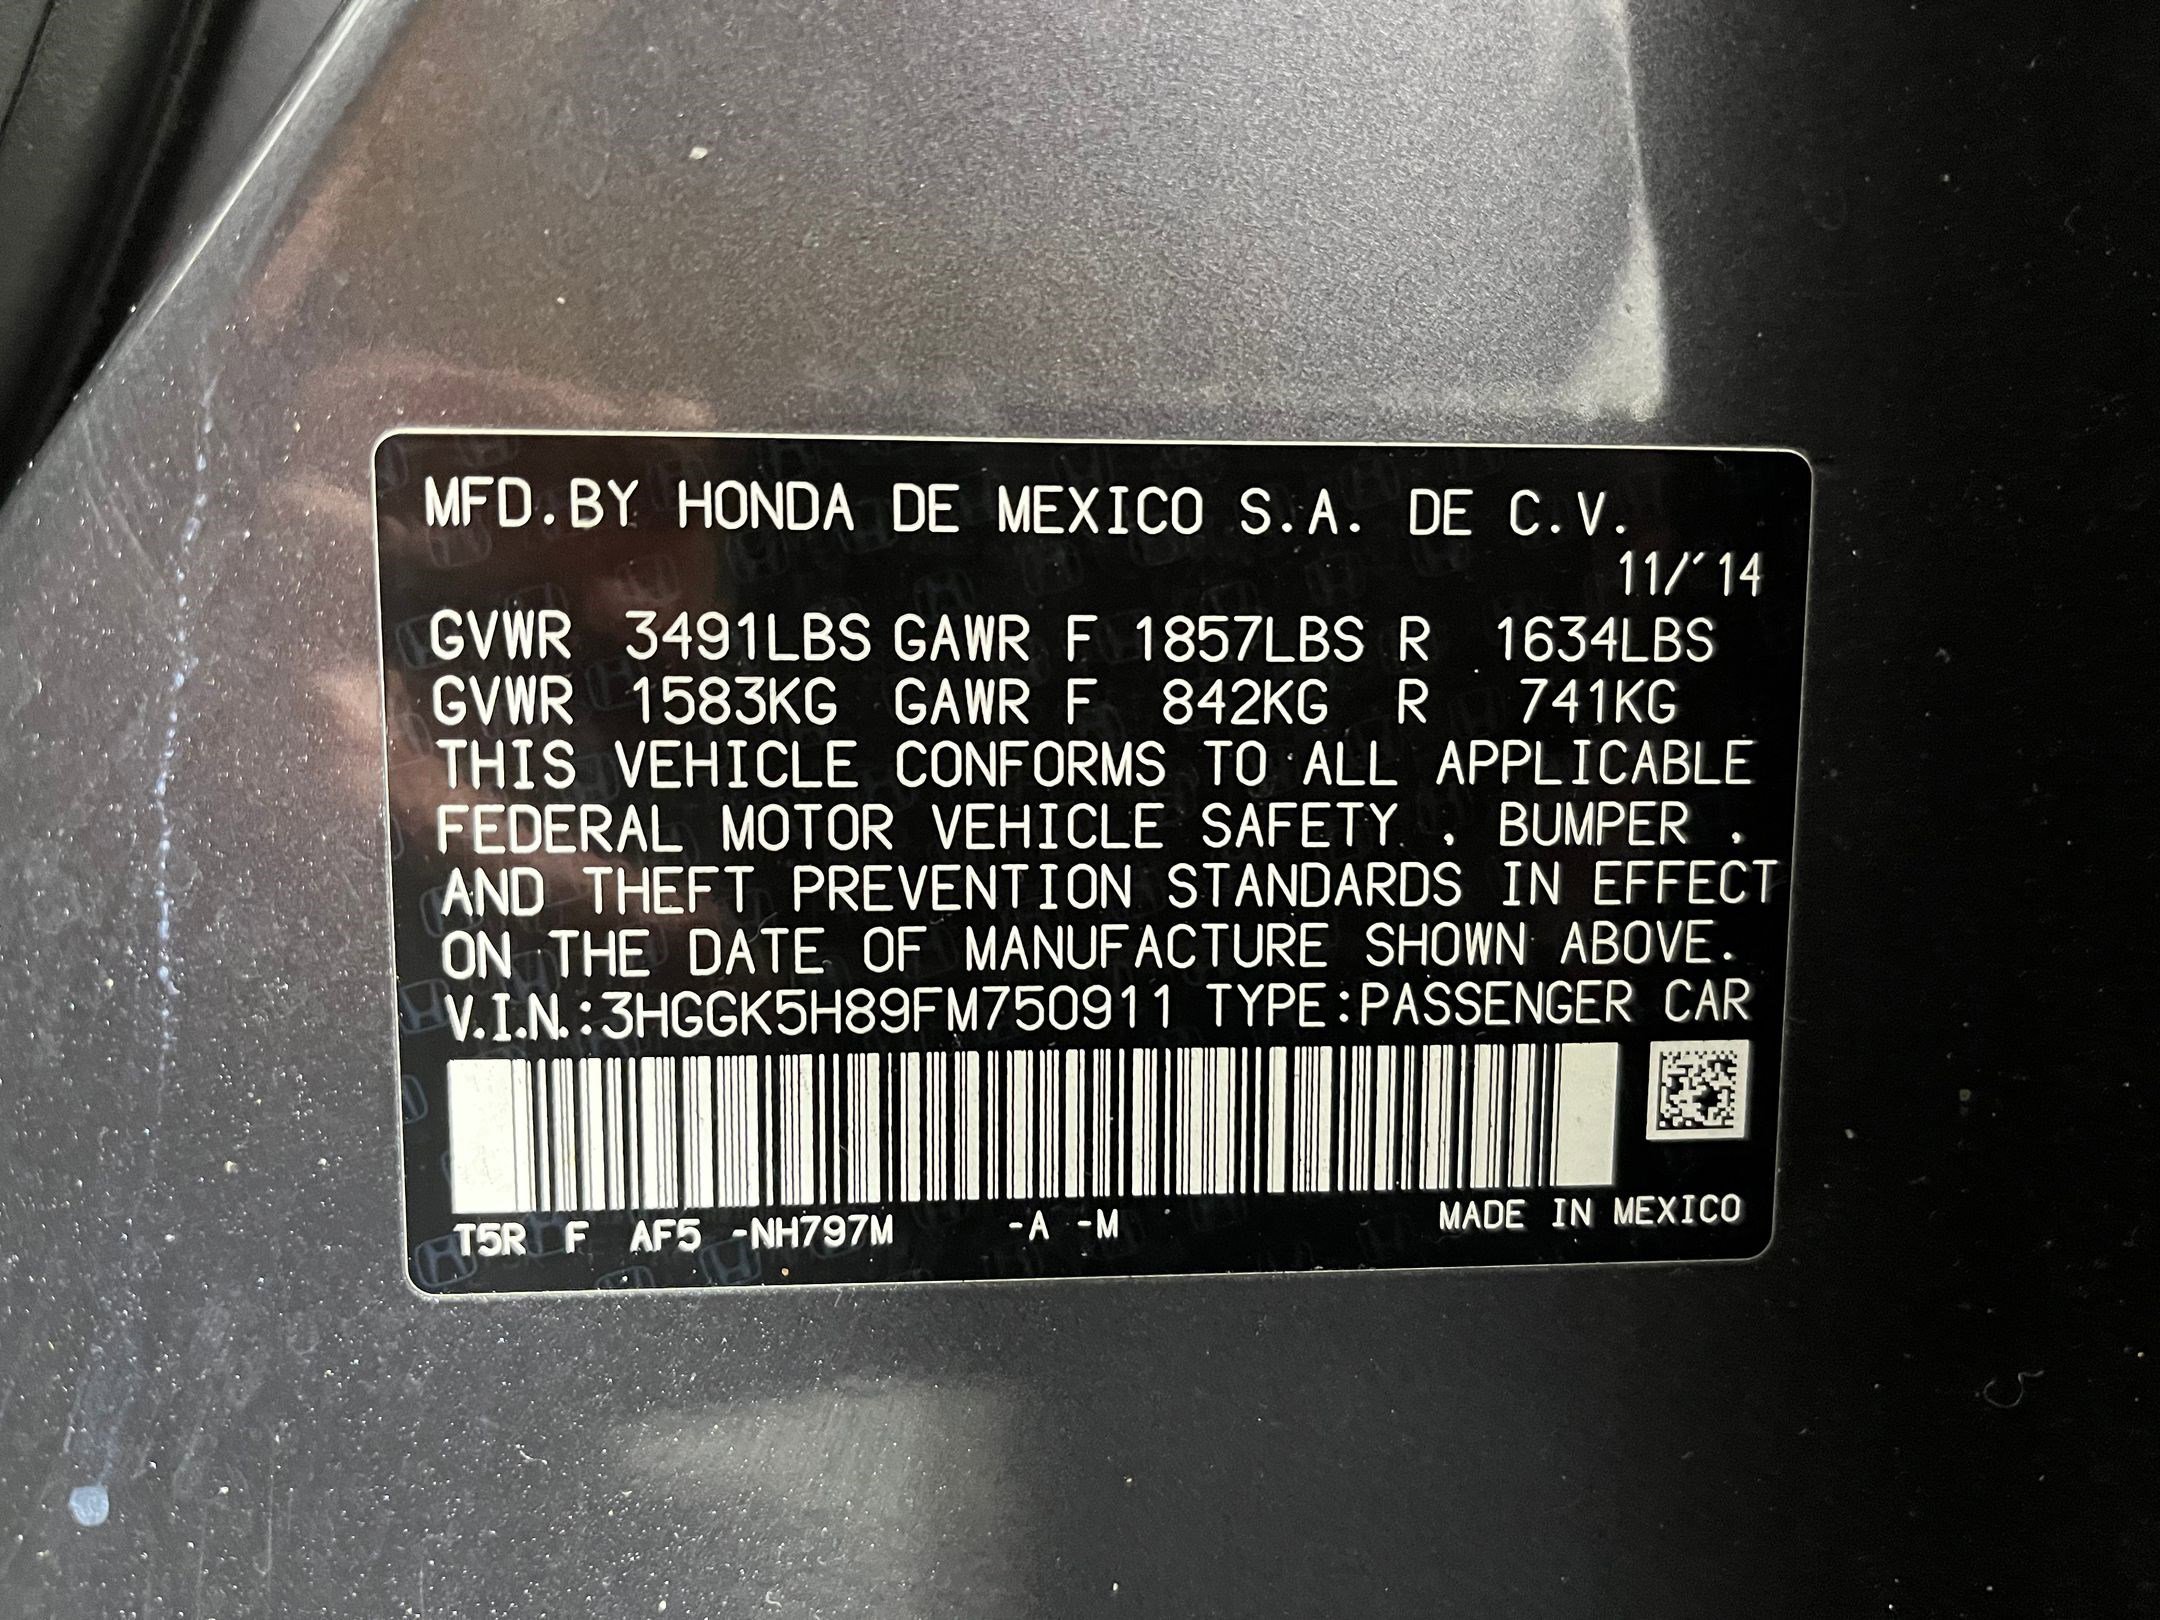 MFD.BY HONDA DE MEXICO S.A. DE C.V.
11/'14
GVWR 3491LBS GAWR F 1857LBS R 1634LBS
GVWR 1583KG GAWR F 842KG R 741KG
THIS VEHICLE CONFORMS TO ALL APPLICABLE
FEDERAL MOTOR VEHICLE SAFETY , BUMPER ,
AND THEFT PREVENTION STANDARDS IN EFFECT
ON THE DATE OF MANUFACTURE SHOWN ABOVE.
V.I.N.:3HGGK5H89FM750911 TYPE:PASSENGER CAR
T5R F AF5 -NH797M -A -M MADE IN MEXICO